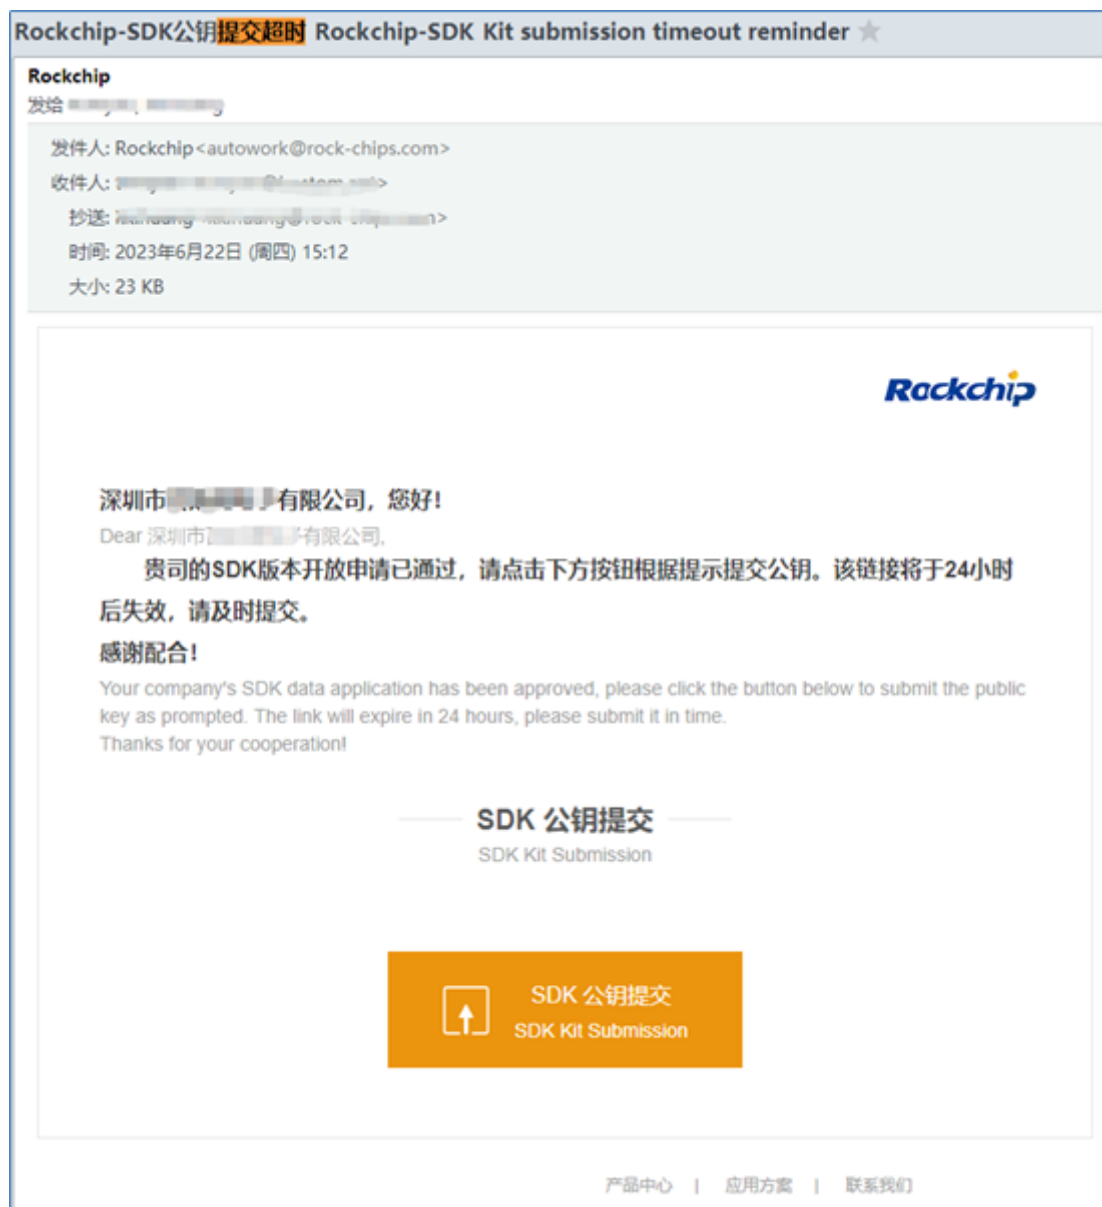 Rockchip-SDK公钥提交超时 Rockchip-SDK Kit submission timeout reminder
Rockchip
发给
发件人: Rockchip<autowork@rock-chips.com>
收件人:
抄送:
时间: 2023年6月22日 (周四) 15:12
大小: 23 KB
Rockchip
深圳市 有限公司，您好！
Dear 深圳市 有限公司,
贵司的SDK版本开放申请已通过，请点击下方按钮根据提示提交公钥。该链接将于24小时
后失效，请及时提交。
感谢配合！
Your company's SDK data application has been approved, please click the button below to submit the public
key as prompted. The link will expire in 24 hours, please submit it in time.
Thanks for your cooperation!
SDK 公钥提交
SDK Kit Submission
SDK 公钥提交
SDK Kit Submission
产品中心 | 应用方案 | 联系我们